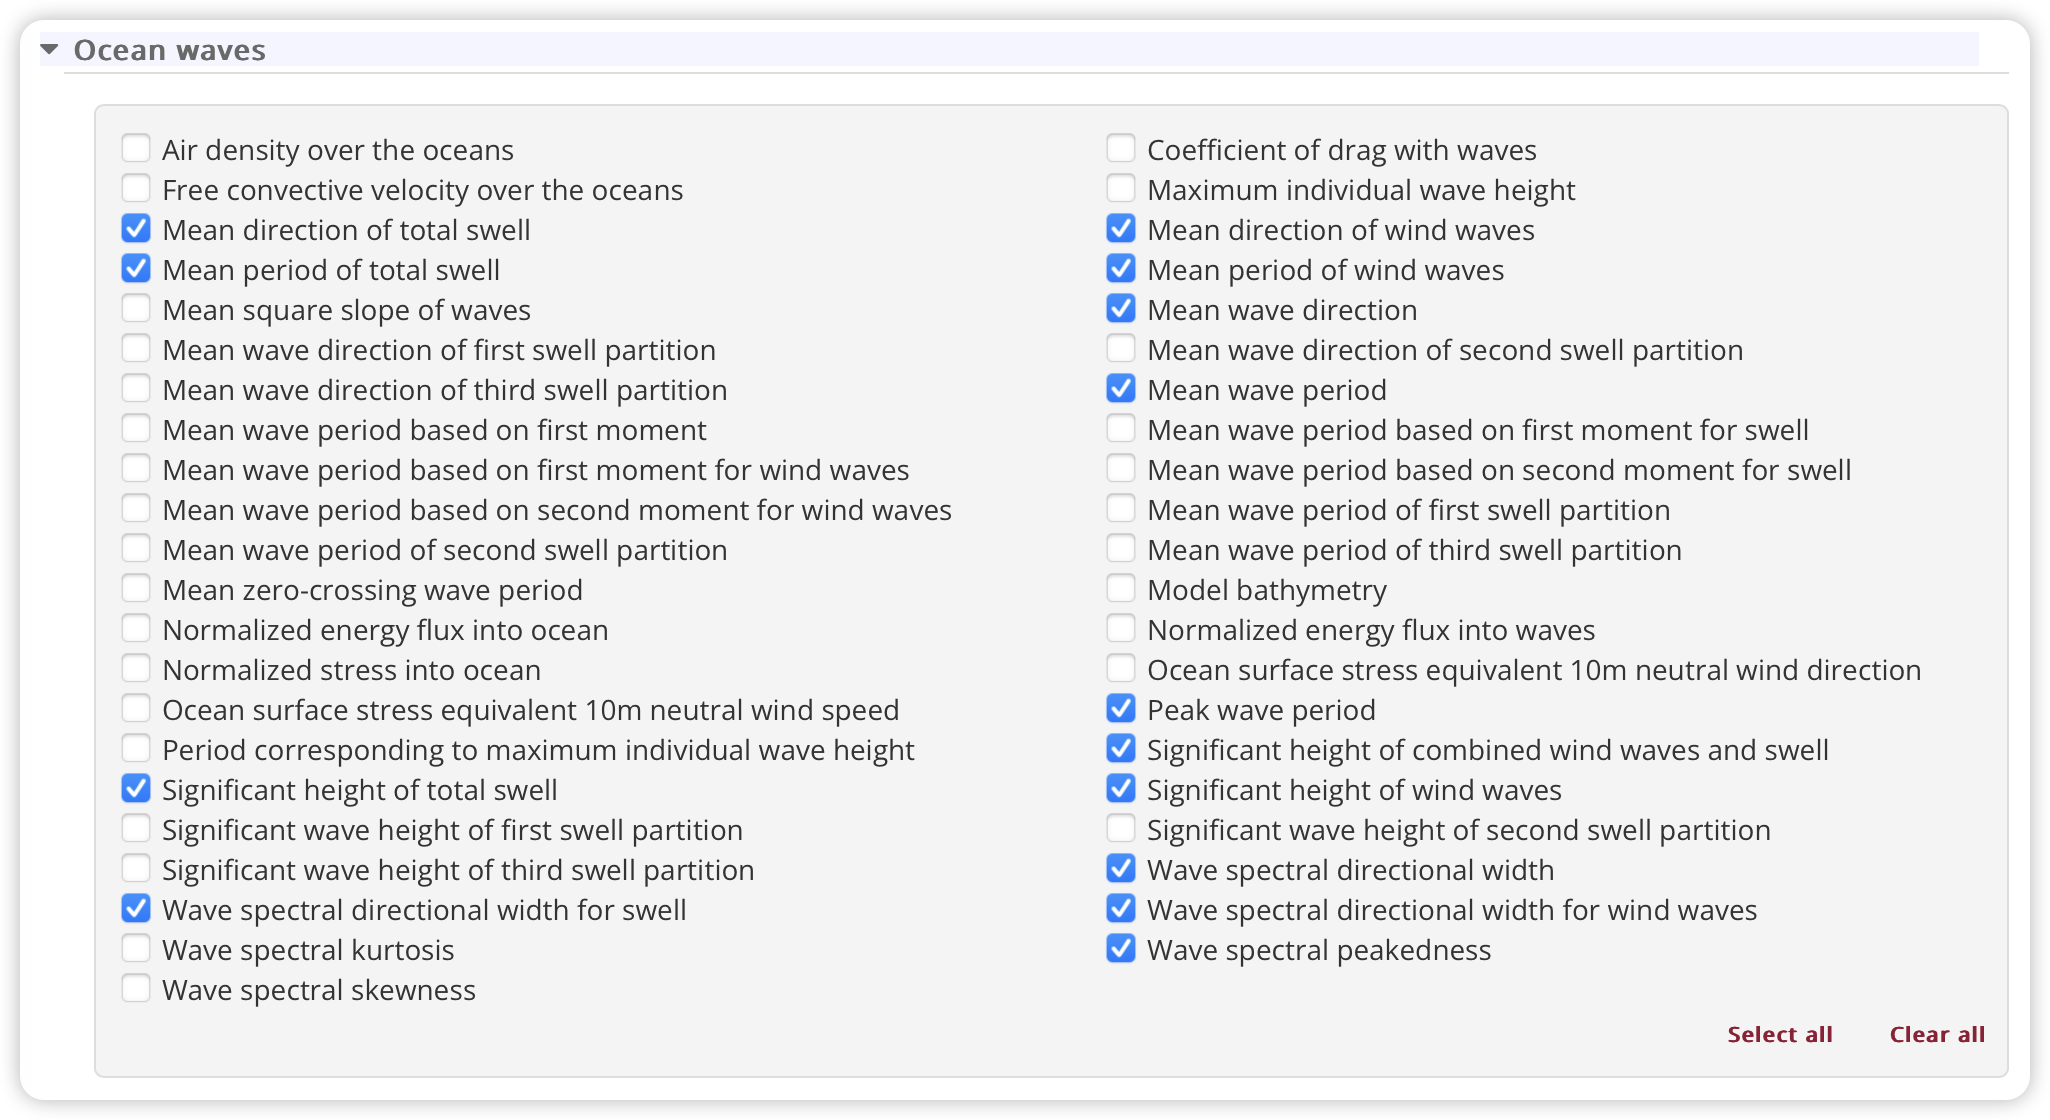 Ocean waves
Air density over the oceans
Coefficient of drag with waves
Free convective velocity over the oceans
Maximum individual wave height
Mean direction of total swell
Mean direction of wind waves
Mean period of total swell
Mean period of wind waves
Mean square slope of waves
Mean wave direction
Mean wave direction of first swell partition
Mean wave direction of second swell partition
Mean wave direction of third swell partition
Mean wave period
Mean wave period based on first moment
Mean wave period based on first moment for swell
Mean wave period based on first moment for wind waves
Mean wave period based on second moment for swell
Mean wave period based on second moment for wind waves
Mean wave period of first swell partition
Mean wave period of second swell partition
Mean wave period of third swell partition
Mean zero-crossing wave period
Model bathymetry
Normalized energy flux into ocean
Normalized energy flux into waves
Normalized stress into ocean
Ocean surface stress equivalent 10m neutral wind direction
Ocean surface stress equivalent 10m neutral wind speed
Peak wave period
Period corresponding to maximum individual wave height
Significant height of combined wind waves and swell
Significant height of total swell
Significant height of wind waves
Significant wave height of first swell partition
Significant wave height of second swell partition
Significant wave height of third swell partition
Wave spectral directional width
Wave spectral directional width for swell
Wave spectral directional width for wind waves
Wave spectral kurtosis
Wave spectral peakedness
Wave spectral skewness
Select all
Clear all